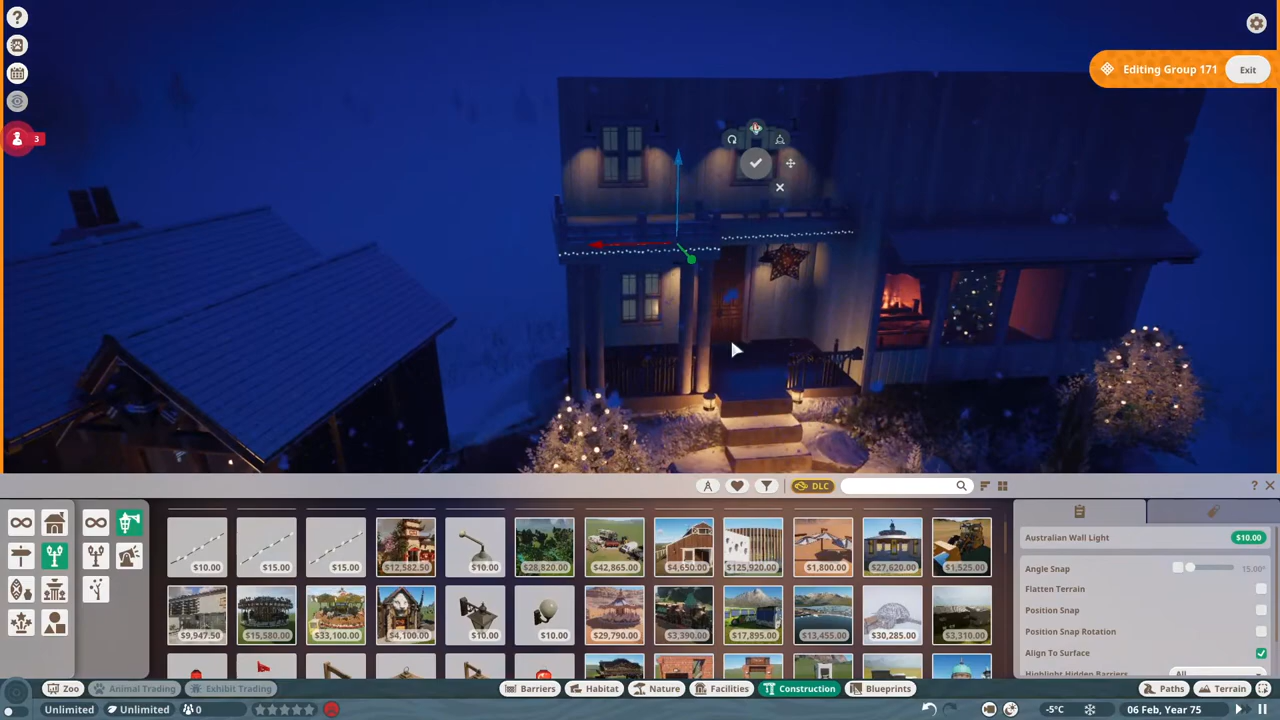 ?
Editing Group 171
Exit
3
DLC
?
$10.00
$15.00
$15.00
$12,582.50
$10.00
$28,820.00
$42,865.00
$4,650.00
$125,920.00
$1,800.00
$27,620.00
$1,525.00
$9,947.50
$15,580.00
$33,100.00
$4,100.00
$10.00
$10.00
$29,790.00
$3,390.00
$17,895.00
$13,455.00
$30,285.00
$3,310.00
Australian Wall Light
$10.00
Angle Snap
15.00°
Flatten Terrain
Position Snap
Position Snap Rotation
Align To Surface
Highlight Hidden Barriers
All
Zoo
Animal Trading
Exhibit Trading
Barriers
Habitat
Nature
Facilities
Construction
Blueprints
Paths
Terrain
Unlimited
Unlimited
0
-5°C
06 Feb, Year 75